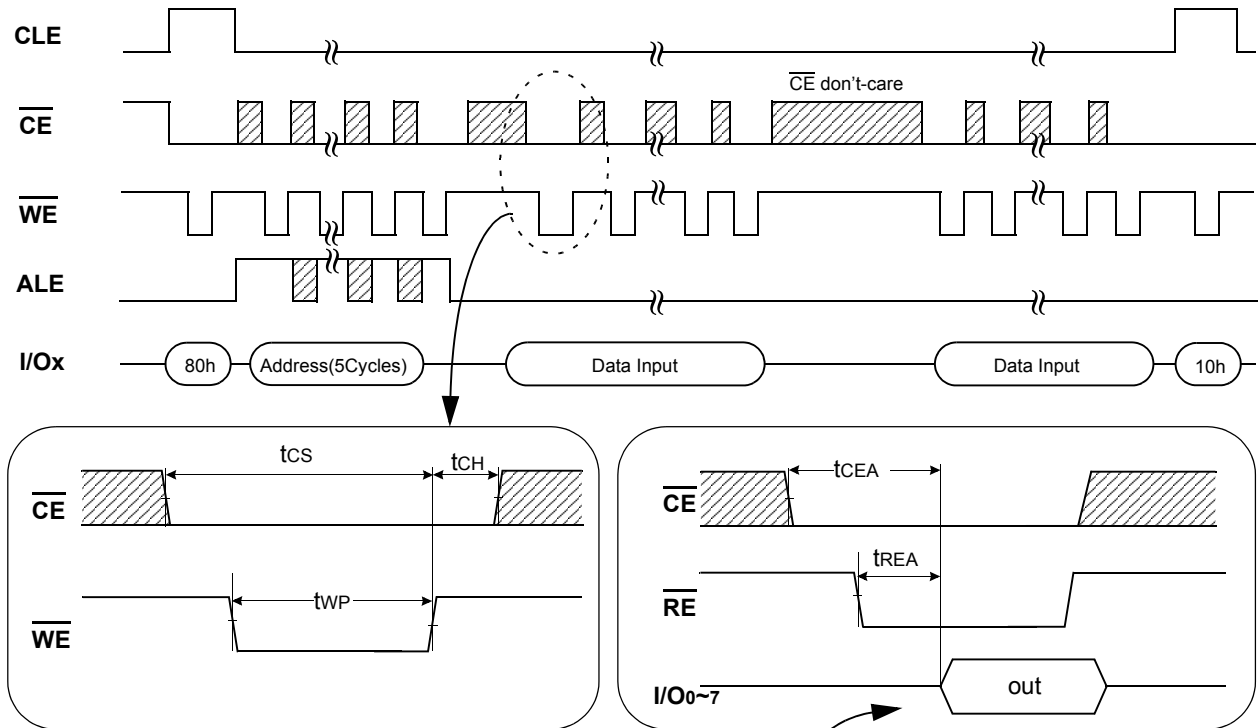 CLE
CE don't-care
CE
WE
ALE
I/Ox
80h
Address(5Cycles)
Data Input
Data Input
10h
tCS
tCH
CE
tWP
WE
tCEA
CE
tREA
RE
I/O0~7
out